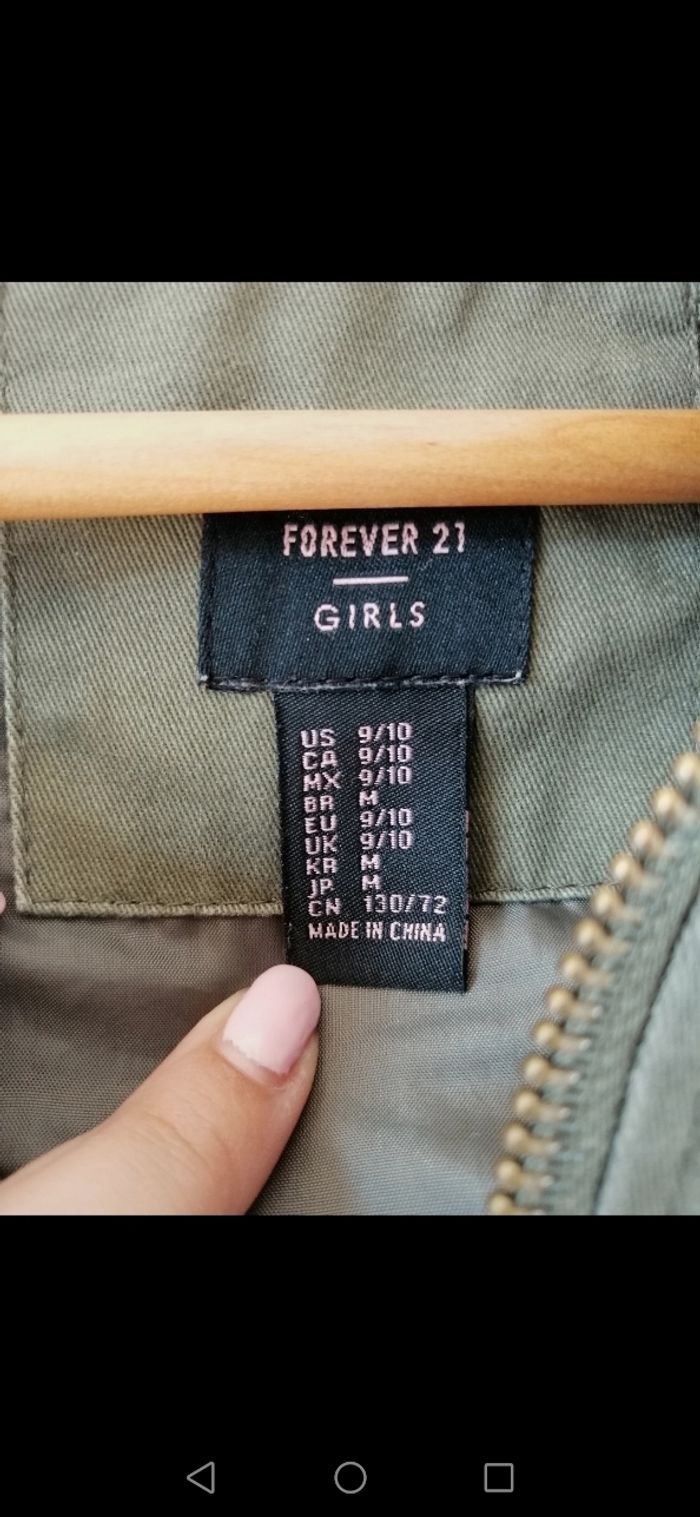 FOREVER 21
GIRLS
US 9/10
CA 9/10
MX 9/10
BR M
EU 9/10
UK 9/10
KR M
JP M
CN 130/72
MADE IN CHINA